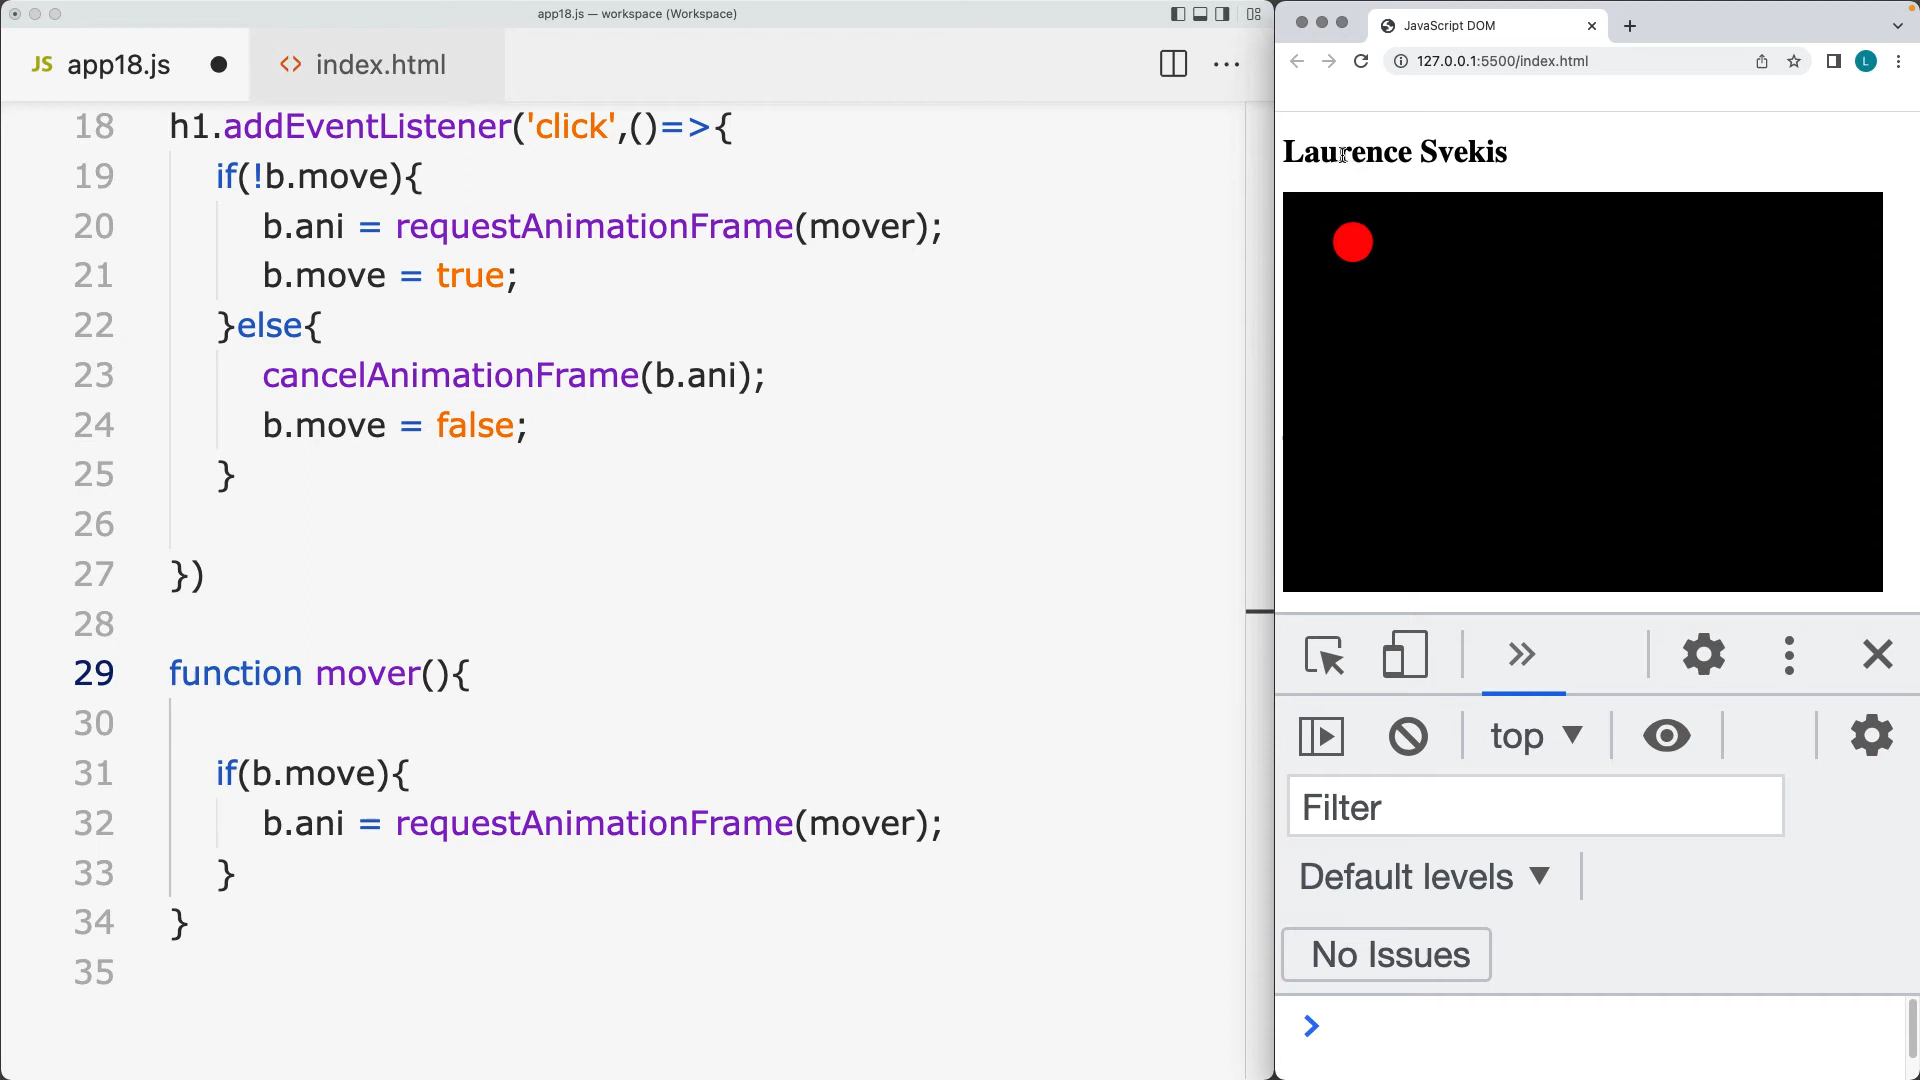 app18.js — workspace (Workspace)
JS app18.js
<> index.html
18 h1.addEventListener('click',()=>{
19 if(!b.move){
20 b.ani = requestAnimationFrame(mover);
21 b.move = true;
22 }else{
23 cancelAnimationFrame(b.ani);
24 b.move = false;
25 }
26
27 })
28
29 function mover(){
30
31 if(b.move){
32 b.ani = requestAnimationFrame(mover);
33 }
34 }
35
JavaScript DOM
127.0.0.1:5500/index.html
L
Laurence Svekis
top
Filter
Default levels
No Issues